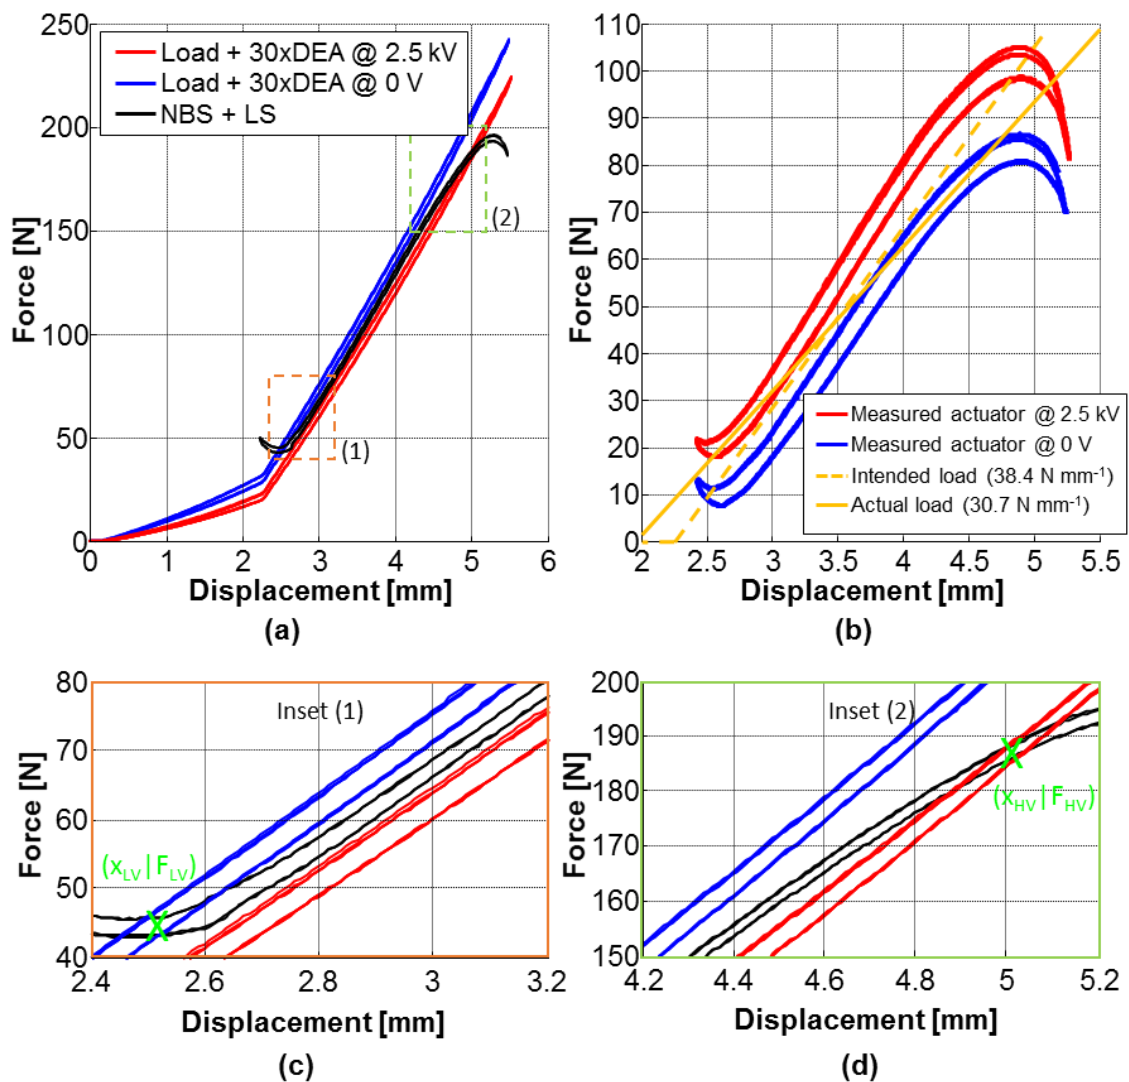 250
200
150
100
50
0
Force [N]
Load + 30xDEA @ 2.5 kV
Load + 30xDEA @ 0 V
NBS + LS
(2)
(1)
0 1 2 3 4 5 6
Displacement [mm]
(a)
110
100
90
80
70
60
50
40
30
20
10
0
Force [N]
Measured actuator @ 2.5 kV
Measured actuator @ 0 V
Intended load (38.4 N mm-1)
Actual load (30.7 N mm-1)
2 2.5 3 3.5 4 4.5 5 5.5
Displacement [mm]
(b)
80
70
60
50
40
Force [N]
Inset (1)
(xLV|FLV)
X
2.4 2.6 2.8 3 3.2
Displacement [mm]
(c)
200
190
180
170
160
150
Force [N]
Inset (2)
X
(xHV|FHV)
4.2 4.4 4.6 4.8 5 5.2
Displacement [mm]
(d)